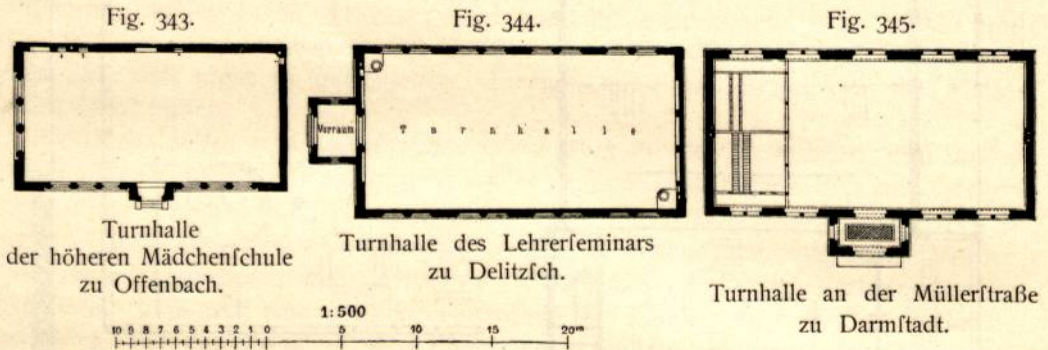 Fig. 343.
Fig. 344.
Fig. 345.
Vorraum
Turnhalle
Turnhalle
der höheren Mädchenſchule
zu Offenbach.
Turnhalle des Lehrerſeminars
zu Delitzſch.
Turnhalle an der Müllerſtraße
zu Darmſtadt.
1:500
10 9 8 7 6 5 4 3 2 1 0 5 10 15 20m